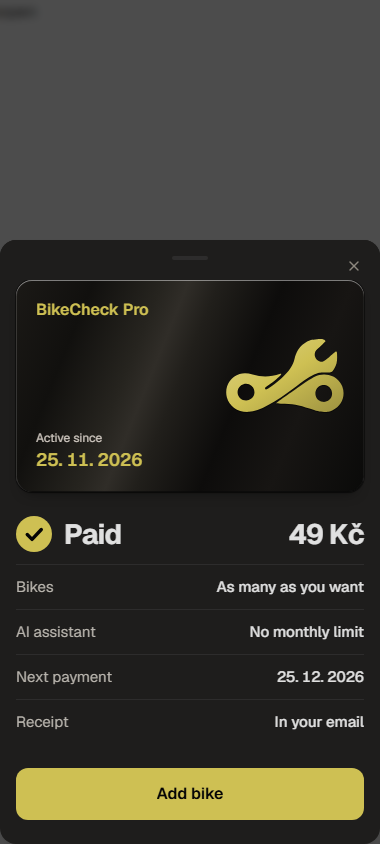 BikeCheck Pro
Active since
25. 11. 2026
Paid 49 Kč
Bikes As many as you want
AI assistant No monthly limit
Next payment 25. 12. 2026
Receipt In your email
Add bike